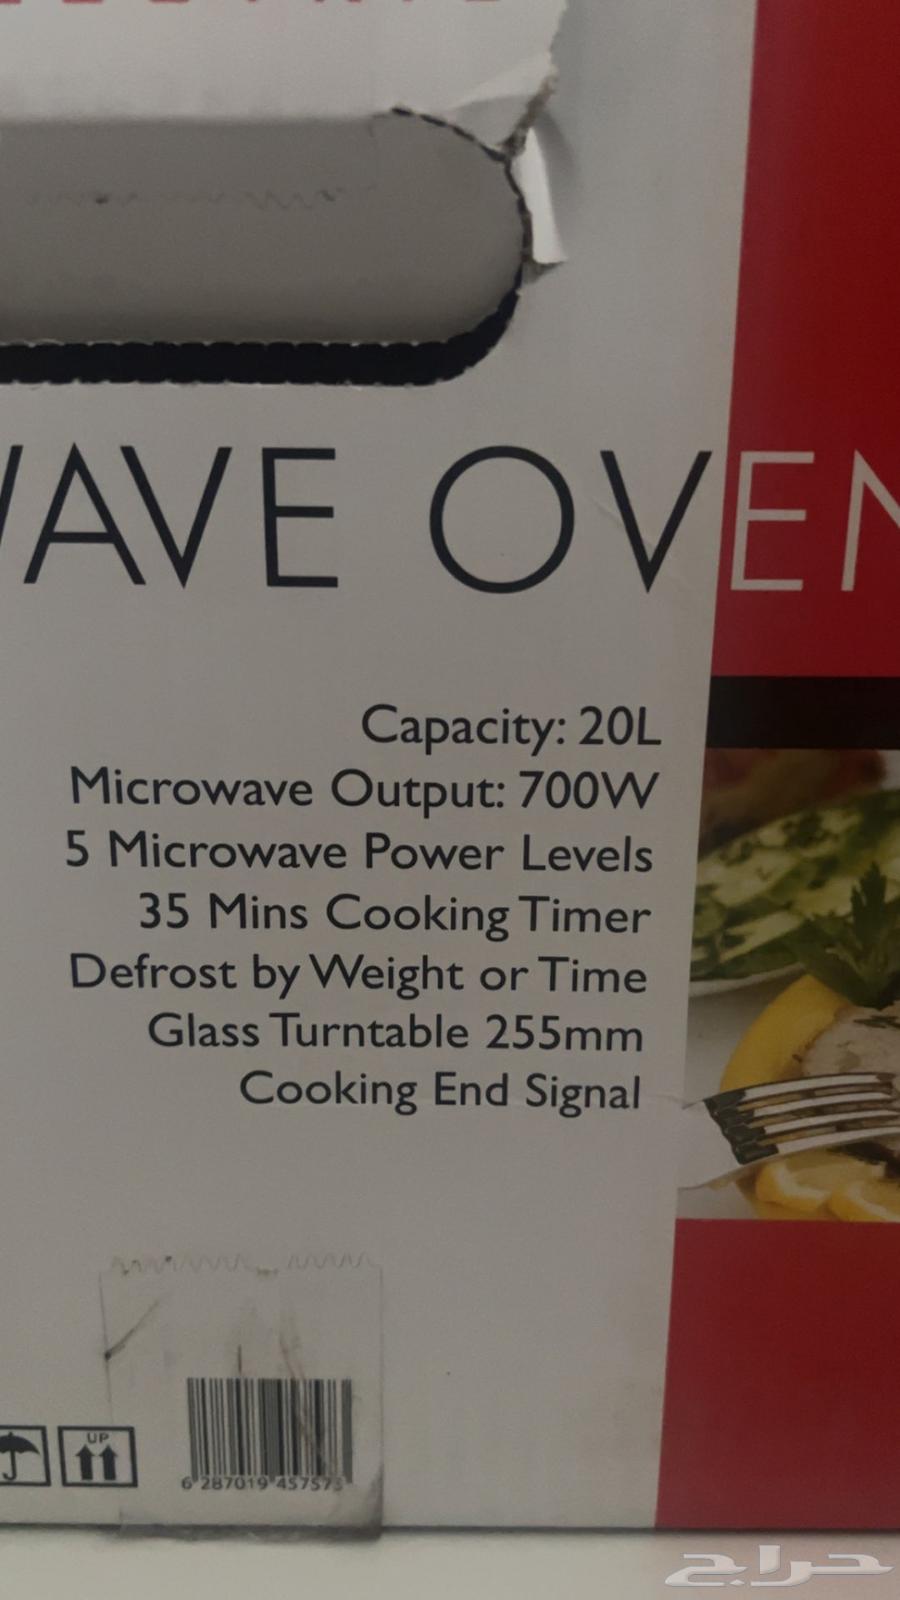 WAVE OVEN
Capacity: 20L
Microwave Output: 700W
5 Microwave Power Levels
35 Mins Cooking Timer
Defrost by Weight or Time
Glass Turntable 255mm
Cooking End Signal
UP
6 287019 457573
حراج